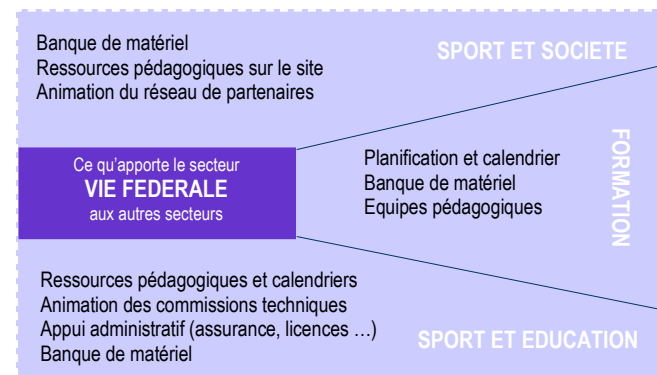 Banque de matériel
Ressources pédagogiques sur le site
Animation du réseau de partenaires
SPORT ET SOCIETE
Ce qu'apporte le secteur
VIE FEDERALE
aux autres secteurs
Planification et calendrier
Banque de matériel
Equipes pédagogiques
FORMATION
Ressources pédagogiques et calendriers
Animation des commissions techniques
Appui administratif (assurance, licences …)
Banque de matériel
SPORT ET EDUCATION